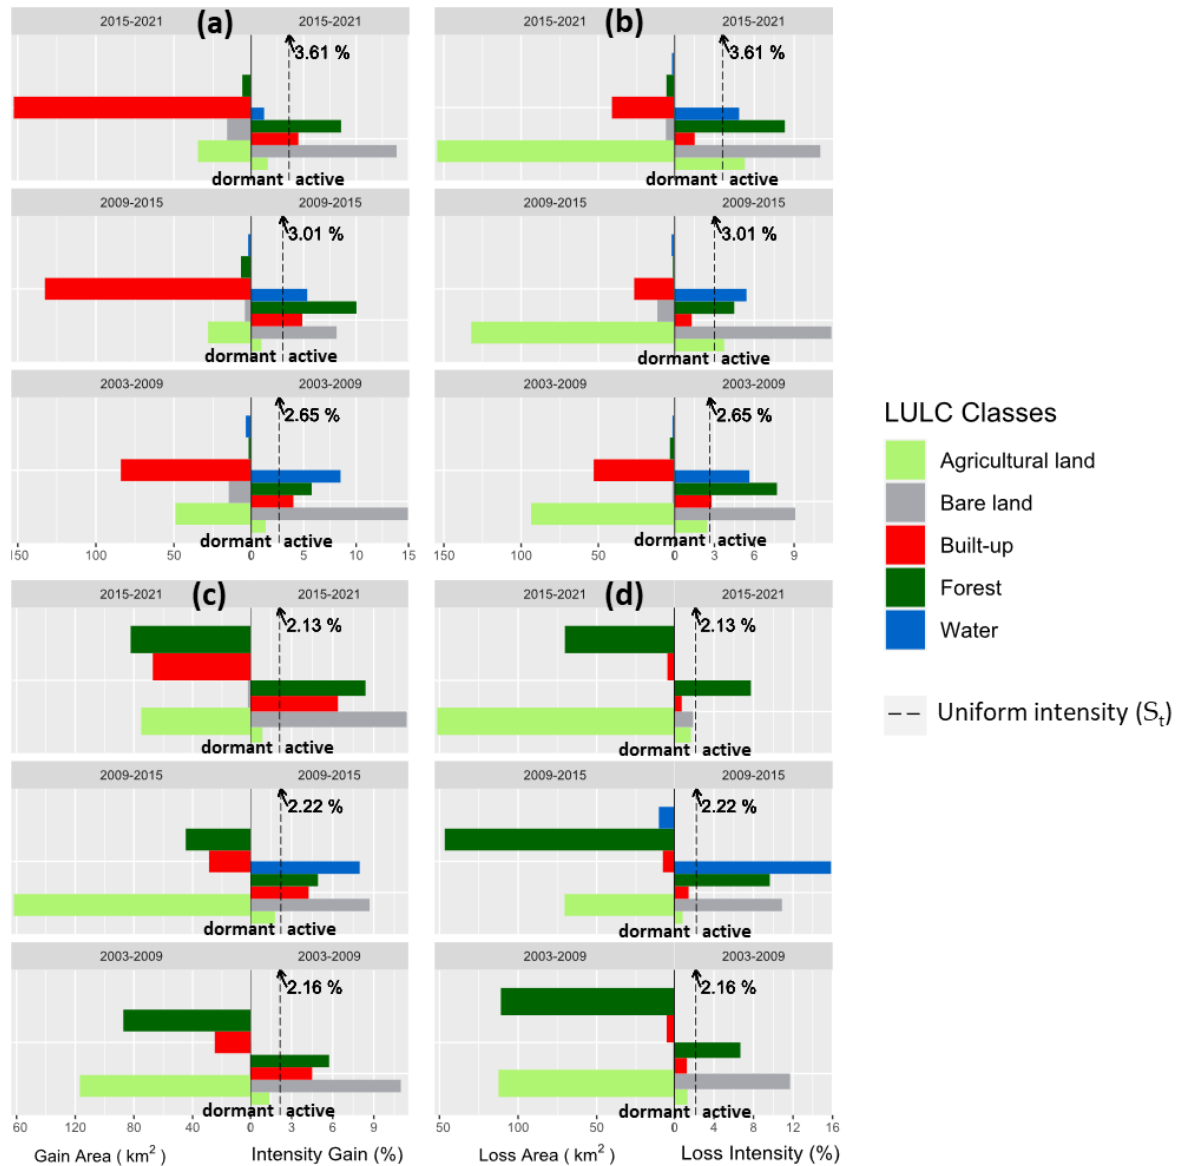 (a)
2015-2021 2015-2021
3.61 %
dormant active
2009-2015 2009-2015
3.01 %
dormant active
2003-2009 2003-2009
2.65 %
dormant active
150 100 50 0 5 10 15
(b)
2015-2021 2015-2021
3.61 %
dormant active
2009-2015 2009-2015
3.01 %
dormant active
2003-2009 2003-2009
2.65 %
dormant active
150 100 50 0 3 6 9
(c)
2015-2021 2015-2021
2.13 %
dormant active
2009-2015 2009-2015
2.22 %
dormant active
2003-2009 2003-2009
2.16 %
dormant active
60 40 20 0 3 6 9
Gain Area ( km²) Intensity Gain (%)
(d)
2015-2021 2015-2021
2.13 %
dormant active
2009-2015 2009-2015
2.22 %
dormant active
2003-2009 2003-2009
2.16 %
dormant active
50 100 50 0 4 8 12 16
Loss Area ( km²) Loss Intensity (%)
LULC Classes
Agricultural land
Bare land
Built-up
Forest
Water
Uniform intensity (Sₜ)